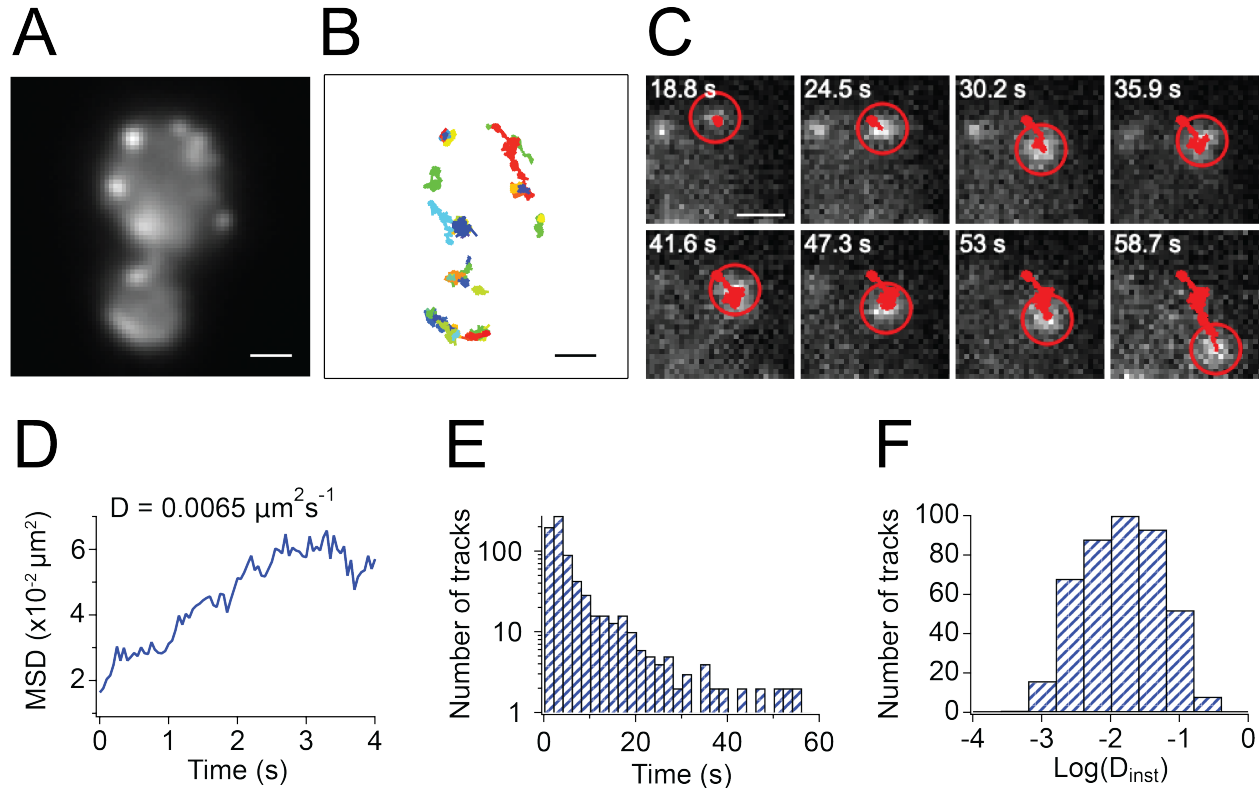 A
B
C
18.8 s
24.5 s
30.2 s
35.9 s
41.6 s
47.3 s
53 s
58.7 s
D
E
F
D = 0.0065 µm²s⁻¹
MSD (x10⁻² µm²)
6
4
2
0 1 2 3 4
Time (s)
Number of tracks
100
10
1
0 20 40 60
Time (s)
Number of tracks
100
80
60
40
20
0
-4 -3 -2 -1 0
Log(Dinst)